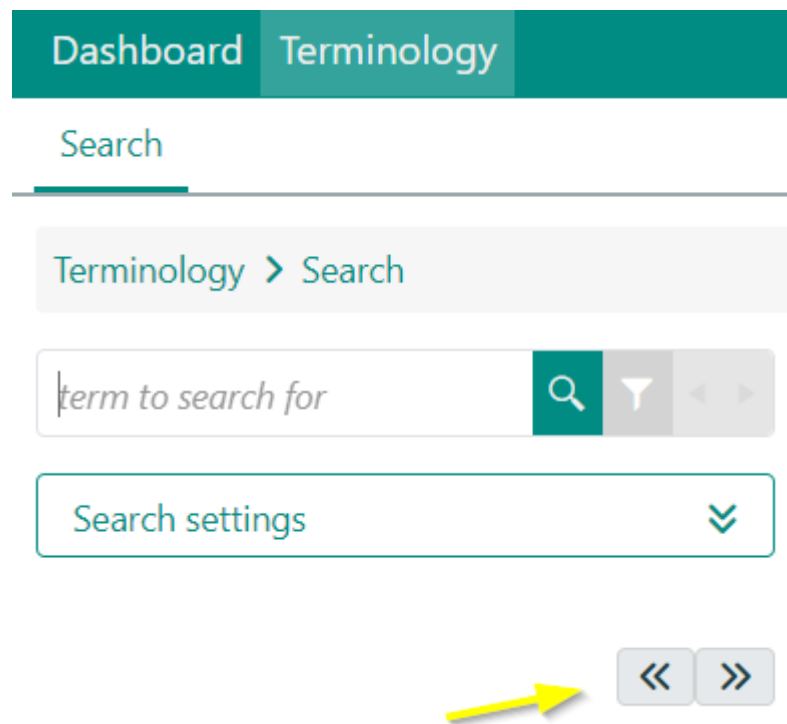 Dashboard Terminology
Search
Terminology > Search
term to search for
Search settings